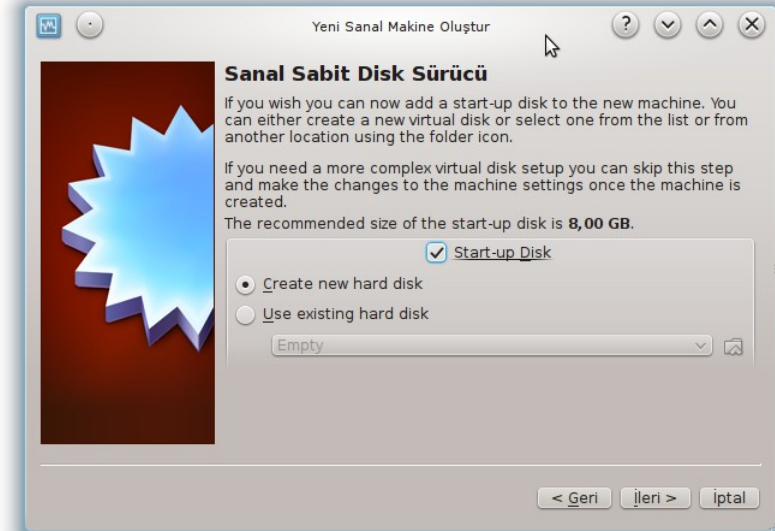 Yeni Sanal Makine Oluştur
Sanal Sabit Disk Sürücü
If you wish you can now add a start-up disk to the new machine. You
can either create a new virtual disk or select one from the list or from
another location using the folder icon.
If you need a more complex virtual disk setup you can skip this step
and make the changes to the machine settings once the machine is
created.
The recommended size of the start-up disk is 8,00 GB.
Start-up Disk
Create new hard disk
Use existing hard disk
Empty
< Geri İleri > İptal